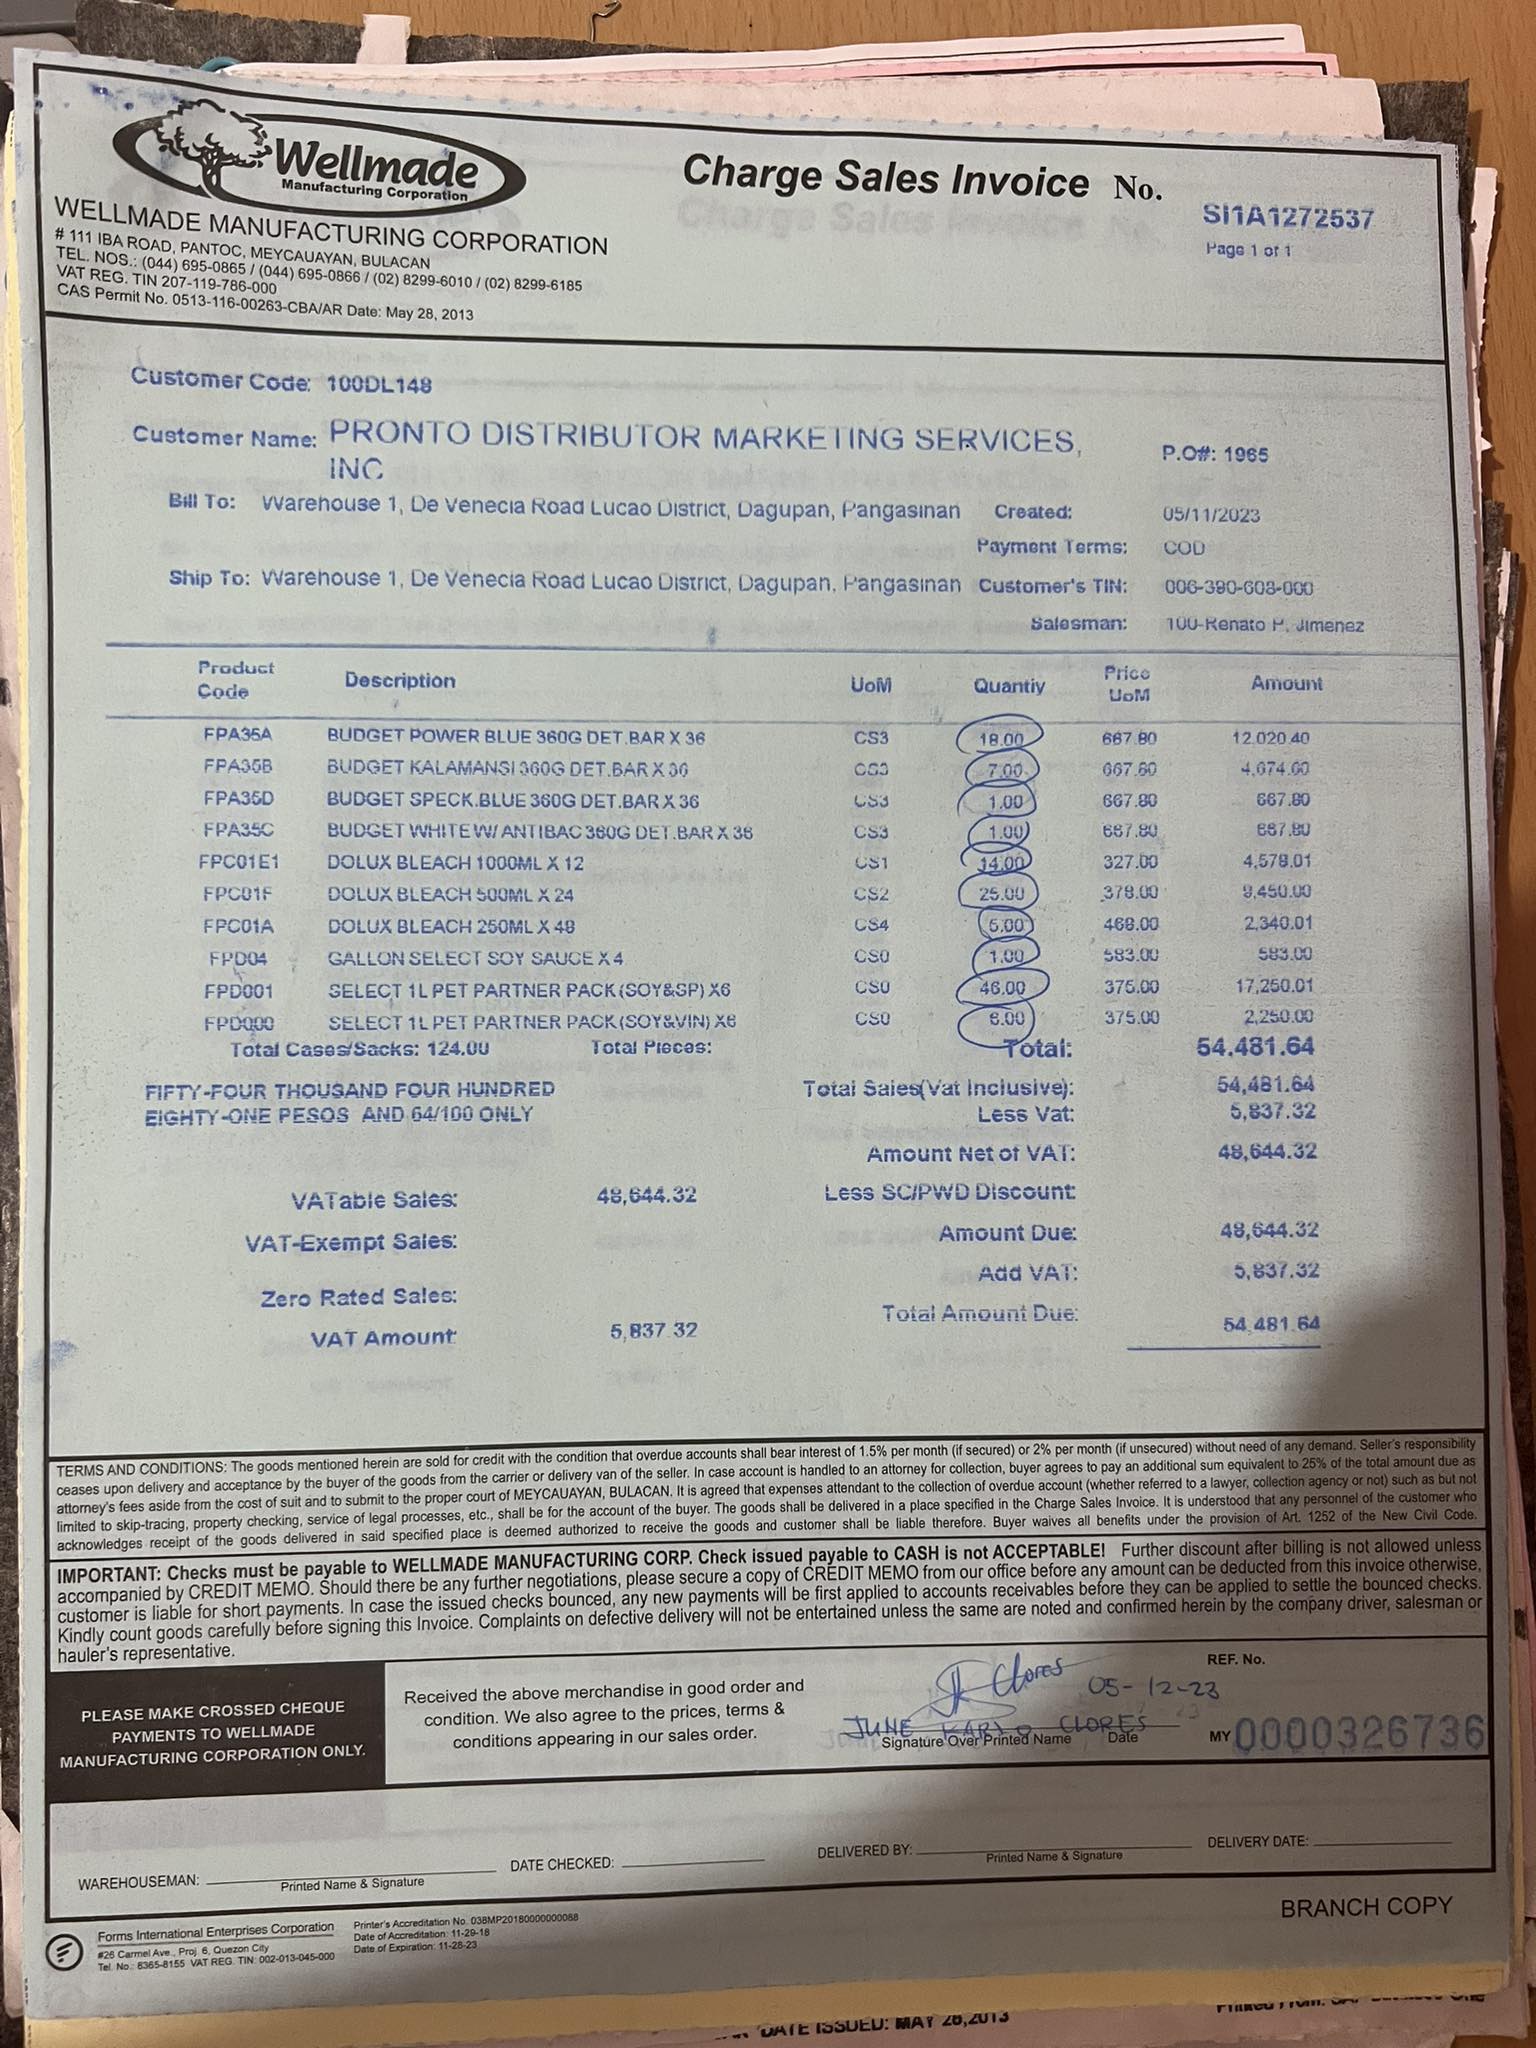 Wellmade
Manufacturing Corporation
Charge Sales Invoice No.
SI1A1272537
Page 1 of 1
WELLMADE MANUFACTURING CORPORATION
# 111 IBA ROAD, PANTOC, MEYCAUAYAN, BULACAN
TEL. NOS.: (044) 695-0865 / (044) 695-0866 / (02) 8299-6010 / (02) 8299-6185
VAT REG. TIN 207-119-786-000
CAS Permit No. 0513-116-00263-CBA/AR Date: May 28, 2013
Customer Code: 100DL148
Customer Name: PRONTO DISTRIBUTOR MARKETING SERVICES, INC
P.O#: 1965
Bill To: Warehouse 1, De Venecia Road Lucao District, Dagupan, Pangasinan Created: 05/11/2023
Payment Terms: COD
Ship To: Warehouse 1, De Venecia Road Lucao District, Dagupan, Pangasinan Customer's TIN: 006-390-608-000
Salesman: 100-Renato P. Jimenez
Product Code Description UoM Quantiy Price UoM Amount
FPA35A BUDGET POWER BLUE 360G DET.BAR X 36 CS3 18.00 667.80 12,020.40
FPA35B BUDGET KALAMANSI 360G DET.BAR X 36 CS3 7.00 667.80 4,674.60
FPA35D BUDGET SPECK.BLUE 360G DET.BAR X 36 CS3 1.00 667.80 667.80
FPA35C BUDGET WHITE W/ ANTIBAC 360G DET.BAR X 36 CS3 1.00 667.80 667.80
FPC01E1 DOLUX BLEACH 1000ML X 12 CS1 14.00 327.00 4,578.01
FPC01F DOLUX BLEACH 500ML X 24 CS2 25.00 378.00 9,450.00
FPC01A DOLUX BLEACH 250ML X 48 CS4 5.00 468.00 2,340.01
FPD04 GALLON SELECT SOY SAUCE X 4 CS0 1.00 583.00 583.00
FPD001 SELECT 1L PET PARTNER PACK (SOY&SP) X6 CS0 46.00 375.00 17,250.01
FPD000 SELECT 1L PET PARTNER PACK (SOY&VIN) X6 CS0 6.00 375.00 2,250.00
Total Cases/Sacks: 124.00 Total Pieces: Total: 54,481.64
FIFTY-FOUR THOUSAND FOUR HUNDRED Total Sales(Vat Inclusive): 54,481.64
EIGHTY-ONE PESOS AND 64/100 ONLY Less Vat: 5,837.32
Amount Net of VAT: 48,644.32
VATable Sales: 48,644.32 Less SC/PWD Discount:
VAT-Exempt Sales: Amount Due: 48,644.32
Add VAT: 5,837.32
Zero Rated Sales:
Total Amount Due: 54,481.64
VAT Amount: 5,837.32
TERMS AND CONDITIONS: The goods mentioned herein are sold for credit with the condition that overdue accounts shall bear interest of 1.5% per month (if secured) or 2% per month (if unsecured) without need of any demand. Seller's responsibility
ceases upon delivery and acceptance by the buyer of the goods from the carrier or delivery van of the seller. In case account is handled to an attorney for collection, buyer agrees to pay an additional sum equivalent to 25% of the total amount due as
attorney's fees aside from the cost of suit and to submit to the proper court of MEYCAUAYAN, BULACAN. It is agreed that expenses attendant to the collection of overdue account (whether referred to a lawyer, collection agency or not) such as but not
limited to skip-tracing, property checking, service of legal processes, etc., shall be for the account of the buyer. The goods shall be delivered in a place specified in the Charge Sales Invoice. It is understood that any personnel of the customer who
acknowledges receipt of the goods delivered in said specified place is deemed authorized to receive the goods and customer shall be liable therefore. Buyer waives all benefits under the provision of Art. 1252 of the New Civil Code.
IMPORTANT: Checks must be payable to WELLMADE MANUFACTURING CORP. Check issued payable to CASH is not ACCEPTABLE! Further discount after billing is not allowed unless
accompanied by CREDIT MEMO. Should there be any further negotiations, please secure a copy of CREDIT MEMO from our office before any amount can be deducted from this invoice otherwise,
customer is liable for short payments. In case the issued checks bounced, any new payments will be first applied to accounts receivables before they can be applied to settle the bounced checks.
Kindly count goods carefully before signing this Invoice. Complaints on defective delivery will not be entertained unless the same are noted and confirmed herein by the company driver, salesman or
hauler's representative.
PLEASE MAKE CROSSED CHEQUE
PAYMENTS TO WELLMADE
MANUFACTURING CORPORATION ONLY.
Received the above merchandise in good order and
condition. We also agree to the prices, terms &
conditions appearing in our sales order.
Clores 05-12-23
JUNE KARLO CLORES
Signature Over Printed Name Date
REF. No.
MY 0000326736
WAREHOUSEMAN: DATE CHECKED: DELIVERED BY: DELIVERY DATE:
Printed Name & Signature Printed Name & Signature
BRANCH COPY
Forms International Enterprises Corporation
#26 Carmel Ave., Proj. 6, Quezon City
Tel. No.: 8365-8155 VAT REG. TIN: 002-013-045-000
Printer's Accreditation No. 038MP20180000000088
Date of Accreditation: 11-29-18
Date of Expiration: 11-28-23
DATE ISSUED: MAY 28,2013